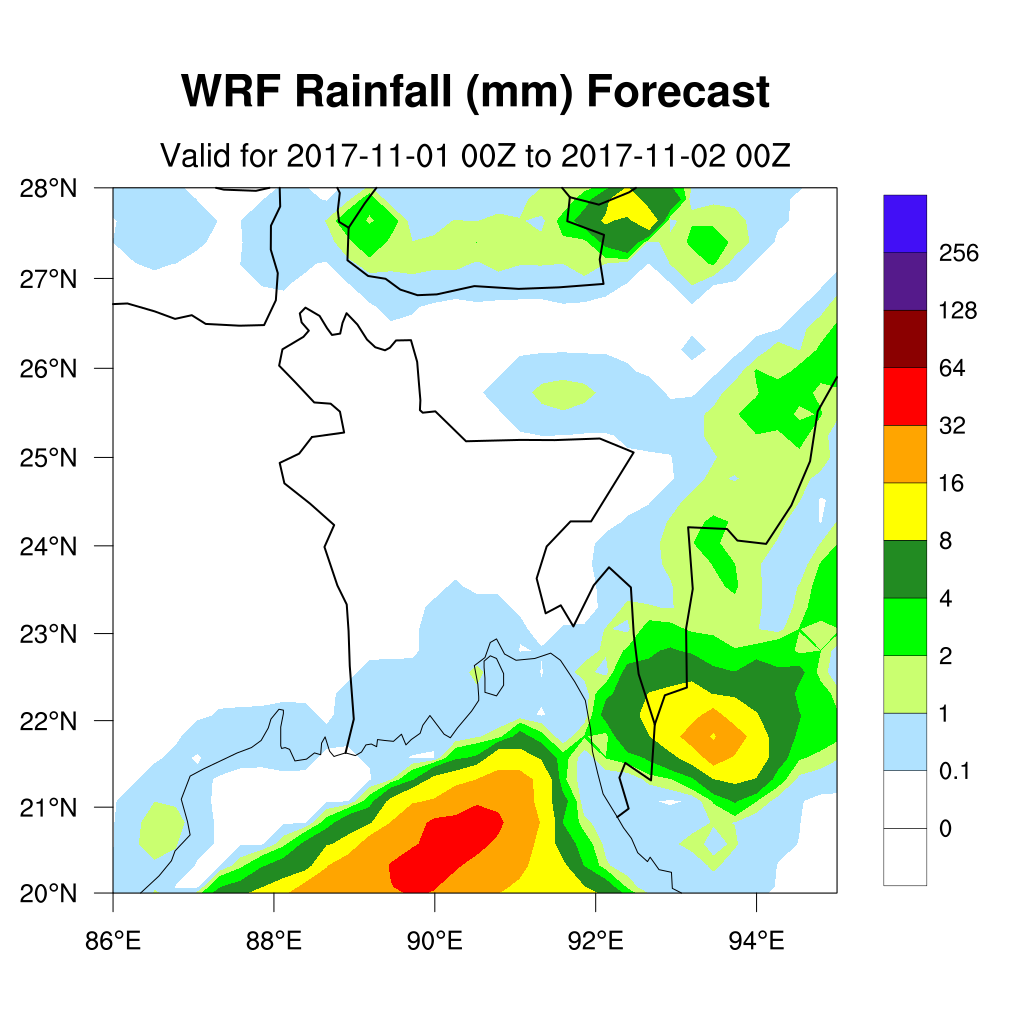 WRF Rainfall (mm) Forecast
Valid for 2017-11-01 00Z to 2017-11-02 00Z
28°N
27°N
26°N
25°N
24°N
23°N
22°N
21°N
20°N
86°E 88°E 90°E 92°E 94°E
256
128
64
32
16
8
4
2
1
0.1
0